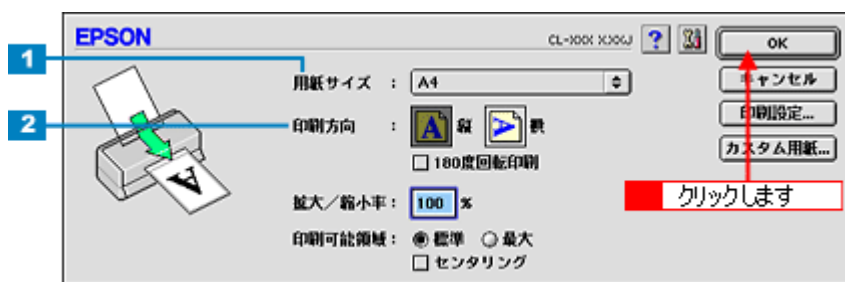 EPSON
CL-XXX X.XXJ
OK
1
用紙サイズ : A4
キャンセル
2
印刷方向 : A 縦 A 横
印刷設定...
180度回転印刷
カスタム用紙...
クリックします
拡大/縮小率: 100 %
印刷可能領域: 標準 最大
センタリング
A